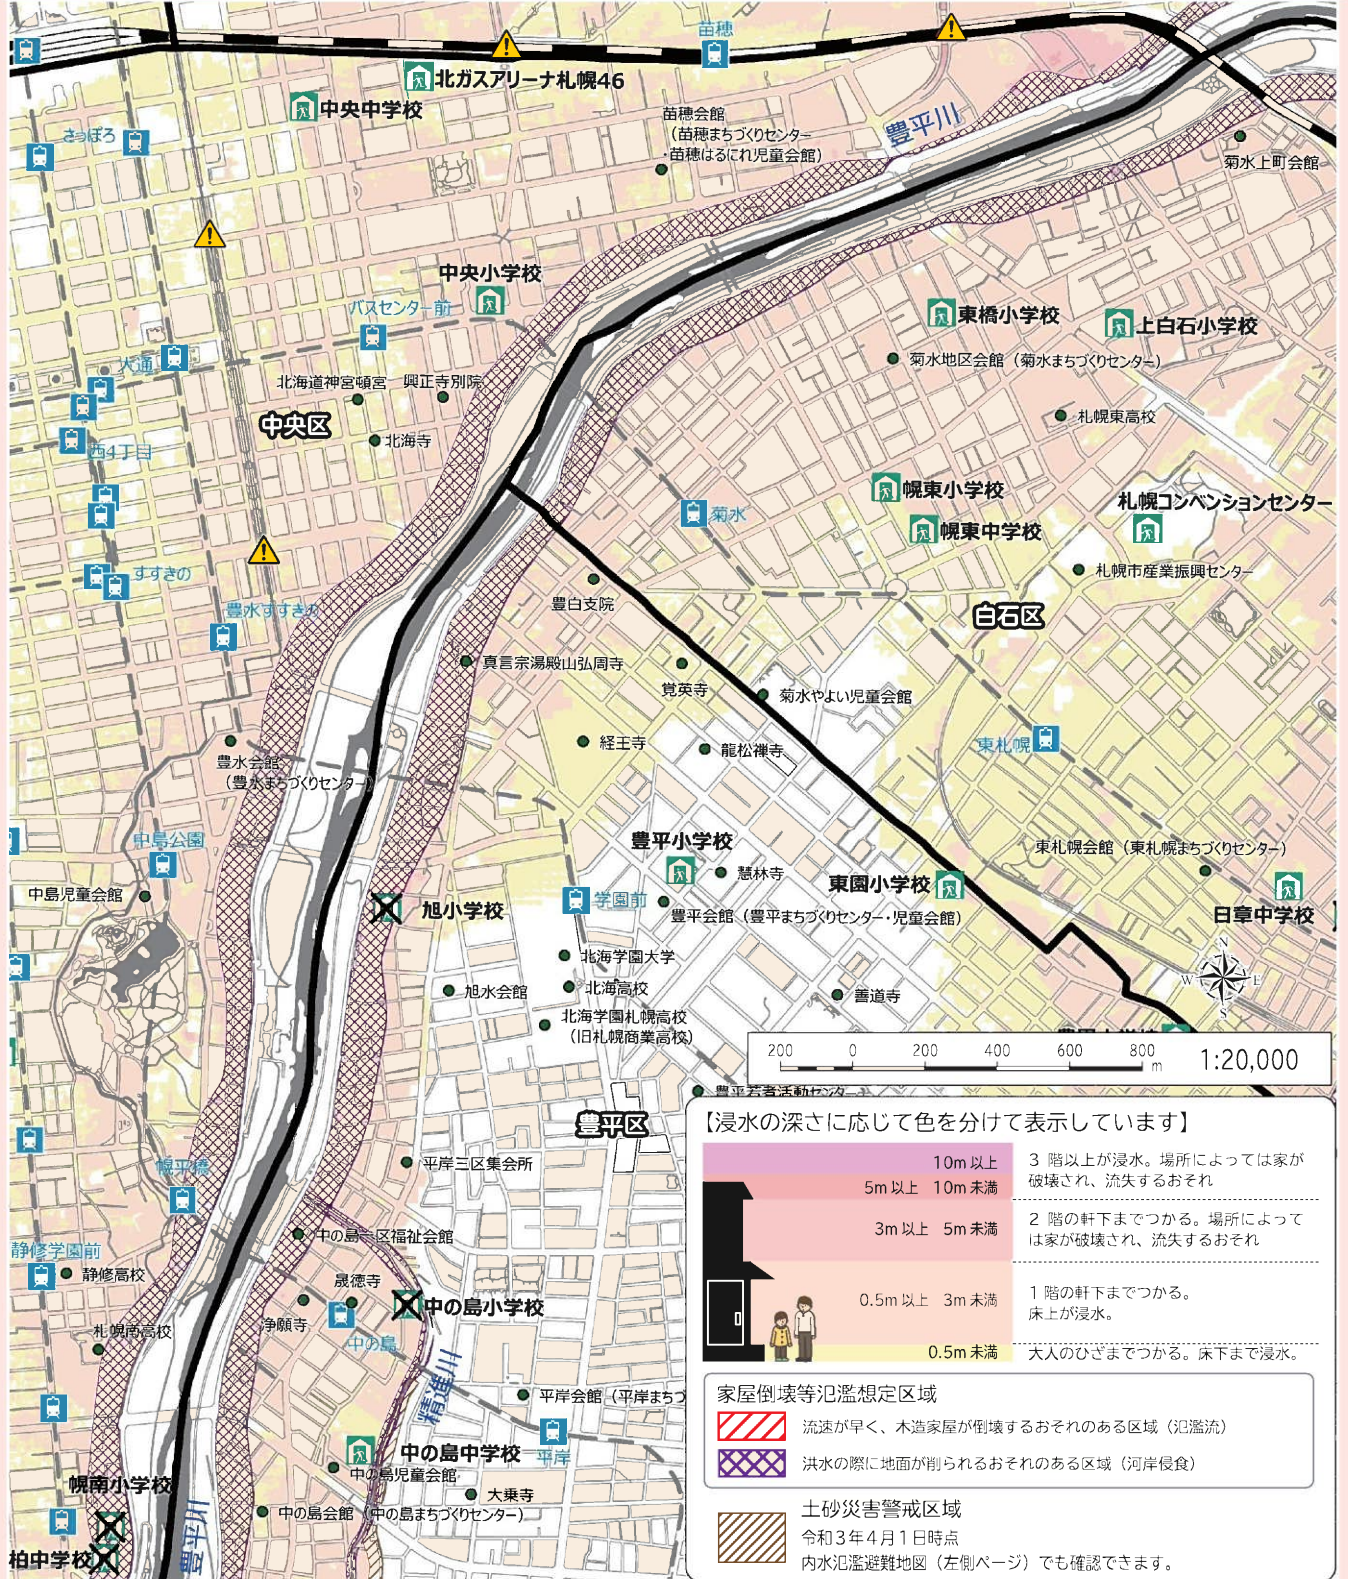 苗穂
北ガスアリーナ札幌46
中央中学校
さっぽろ
苗穂会館
（苗穂まちづくりセンター
・苗穂はるにれ児童会館）
豊平川
菊水上町会館
中央小学校
バスセンター前
東橋小学校
上白石小学校
大通
菊水地区会館（菊水まちづくりセンター）
北海道神宮頓宮
興正寺別院
中央区
北海寺
札幌東高校
西4丁目
幌東小学校
菊水
札幌コンベンションセンター
幌東中学校
すすきの
札幌市産業振興センター
豊水すすきの
豊白支院
白石区
真言宗湯殿山弘周寺
覚英寺
菊水やよい児童会館
経王寺
龍松禅寺
東札幌
豊水会館
（豊水まちづくりセンター）
中島公園
豊平小学校
東札幌会館（東札幌まちづくりセンター）
中島児童会館
慧林寺
東園小学校
学園前
旭小学校
豊平会館（豊平まちづくりセンター・児童会館）
日章中学校
N
W E
S
北海学園大学
旭水会館
北海高校
善道寺
北海学園札幌高校
（旧札幌商業高校）
200 0 200 400 600 800 m
1:20,000
豊平若者活動センター
豊平区
平岸三区集会所
幌平橋
中の島一区福祉会館
静修学園前
静修高校
晟徳寺
中の島小学校
浄願寺
札幌南高校
中の島
精進川
平岸会館（平岸まちづ
平岸
中の島中学校
中の島児童会館
幌南小学校
大乗寺
中の島会館（中の島まちづくりセンター）
豊平川
柏中学校
【浸水の深さに応じて色を分けて表示しています】
10m 以上
5m 以上 10m 未満
3 階以上が浸水。場所によっては家が
破壊され、流失するおそれ
3m 以上 5m 未満
2 階の軒下までつかる。場所によって
は家が破壊され、流失するおそれ
0.5m 以上 3m 未満
1 階の軒下までつかる。
床上が浸水。
0.5m 未満
大人のひざまでつかる。床下まで浸水。
家屋倒壊等氾濫想定区域
流速が早く、木造家屋が倒壊するおそれのある区域（氾濫流）
洪水の際に地面が削られるおそれのある区域（河岸侵食）
土砂災害警戒区域
令和３年４月１日時点
内水氾濫避難地図（左側ページ）でも確認できます。